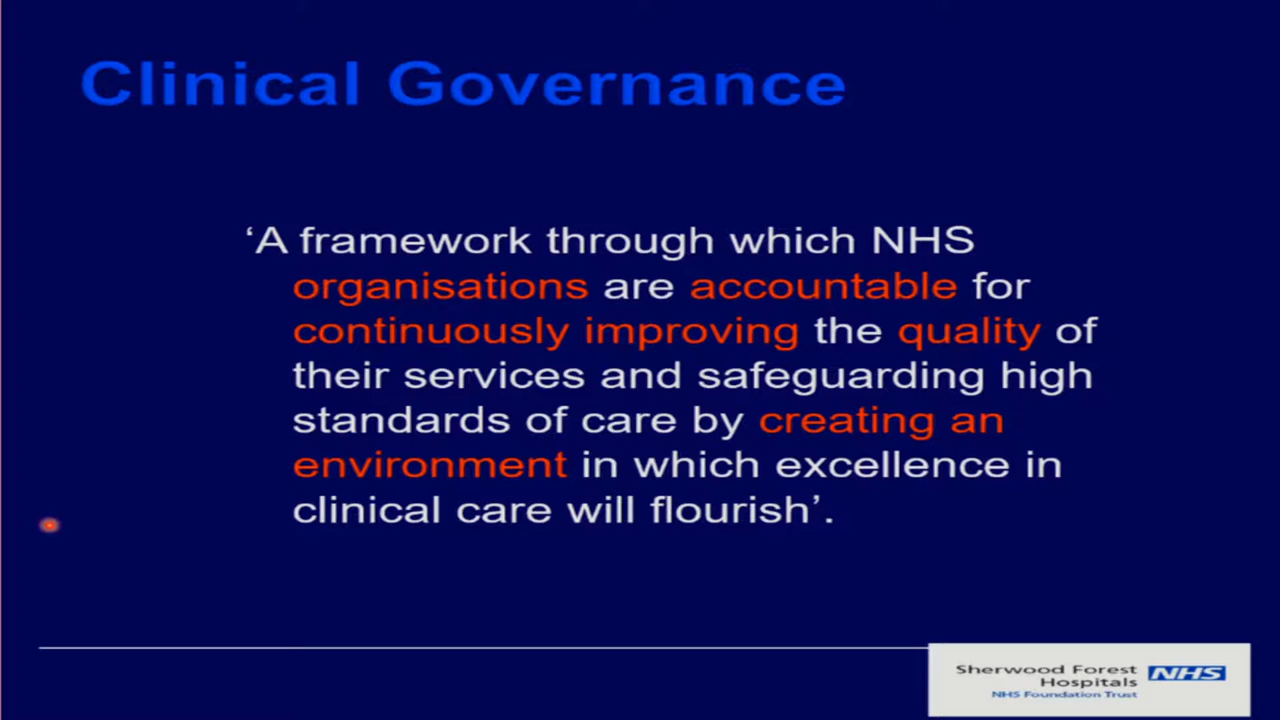 Clinical Governance
‘A framework through which NHS
organisations are accountable for
continuously improving the quality of
their services and safeguarding high
standards of care by creating an
environment in which excellence in
clinical care will flourish’.
Sherwood Forest NHS
Hospitals
NHS Foundation Trust